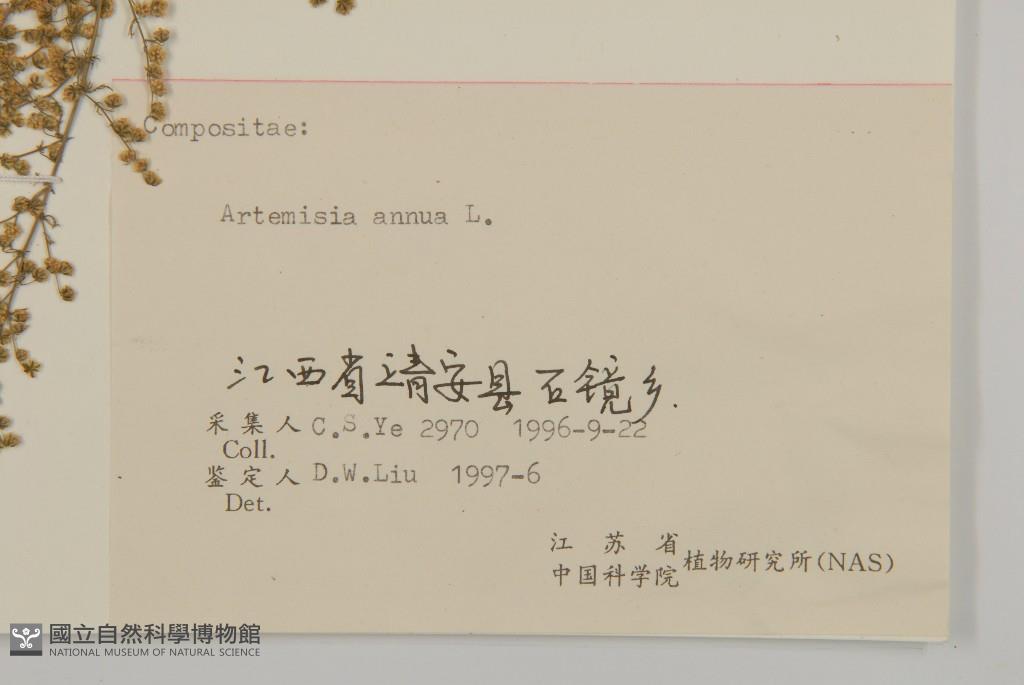 Compositae:
Artemisia annua L.
江西省靖安县石镜乡.
采集人 C.S.Ye 2970 1996-9-22
Coll.
鉴定人 D.W.Liu 1997-6
Det.
江苏省
中国科学院 植物研究所(NAS)
國立自然科學博物館
NATIONAL MUSEUM OF NATURAL SCIENCE